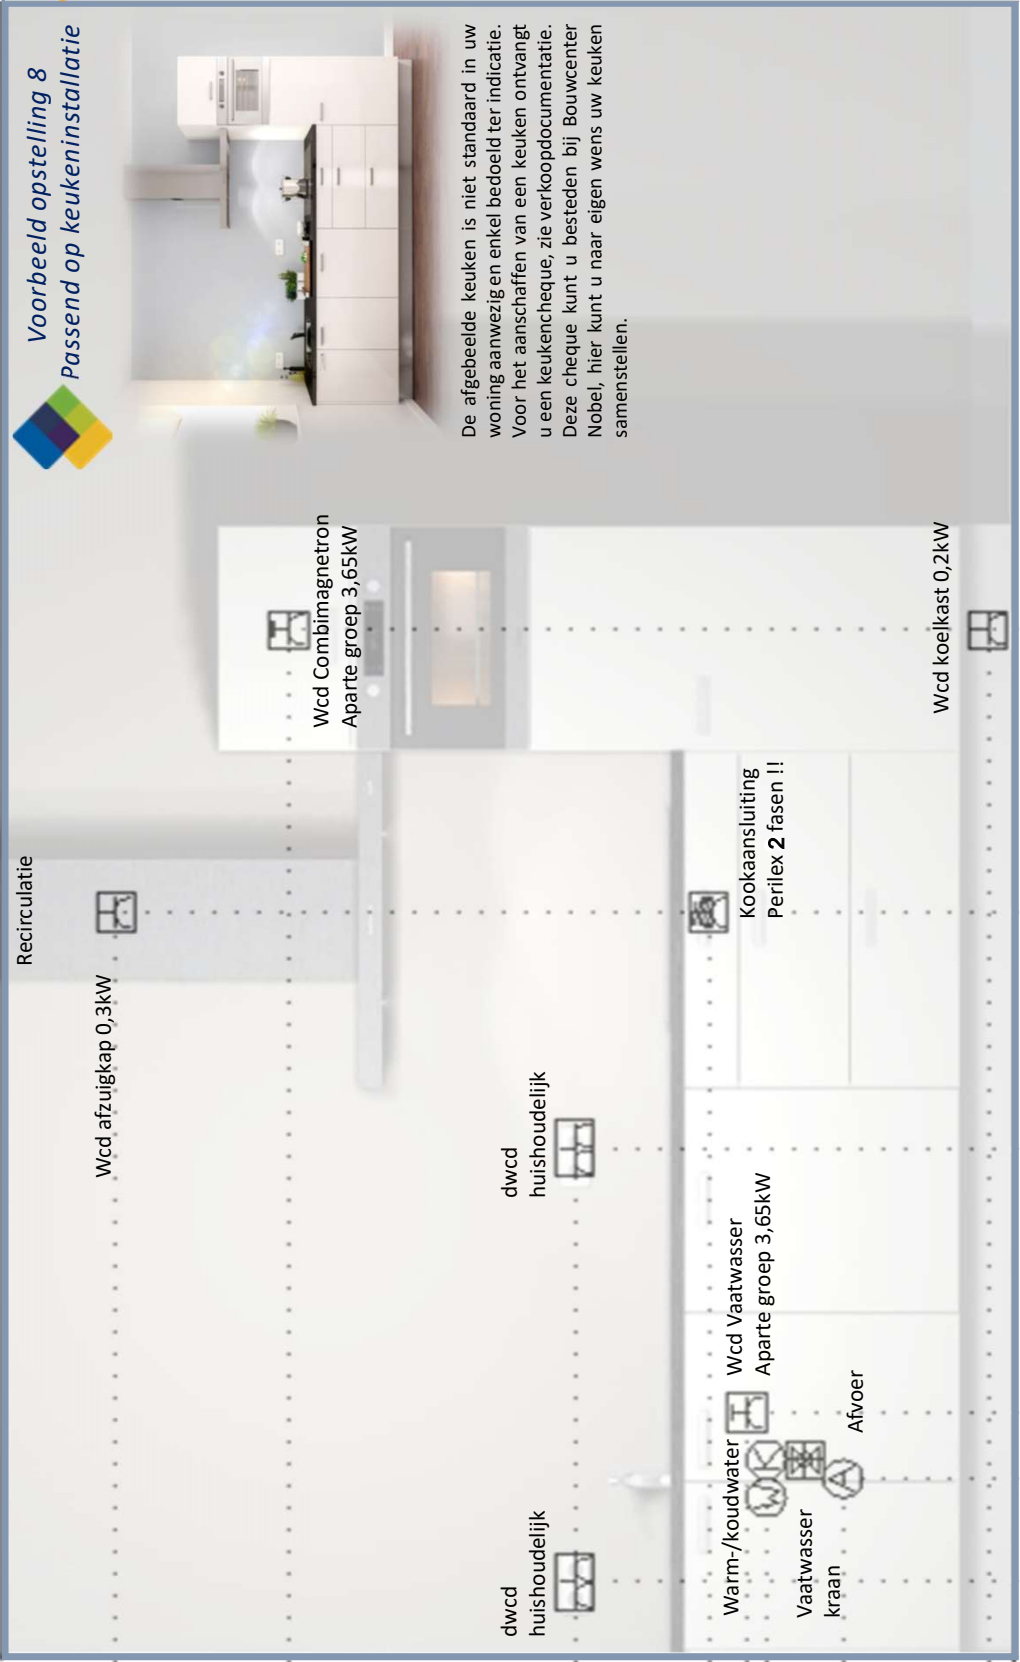 Voorbeeld opstelling 8
Passend op keukeninstallatie
De afgebeelde keuken is niet standaard in uw
woning aanwezig en enkel bedoeld ter indicatie.
Voor het aanschaffen van een keuken ontvangt
u een keukencheque, zie verkoopdocumentatie.
Deze cheque kunt u besteden bij Bouwcenter
Nobel, hier kunt u naar eigen wens uw keuken
samenstellen.
Recirculatie
Wcd afzuigkap 0,3kW
Wcd Combimagnetron
Aparte groep 3,65kW
dwcd
huishoudelijk
dwcd
huishoudelijk
Kookaansluiting
Perilex 2 fasen !!
Wcd Vaatwasser
Aparte groep 3,65kW
Warm-/koudwater
W
K
A
Vaatwasser
kraan
Afvoer
Wcd koelkast 0,2kW